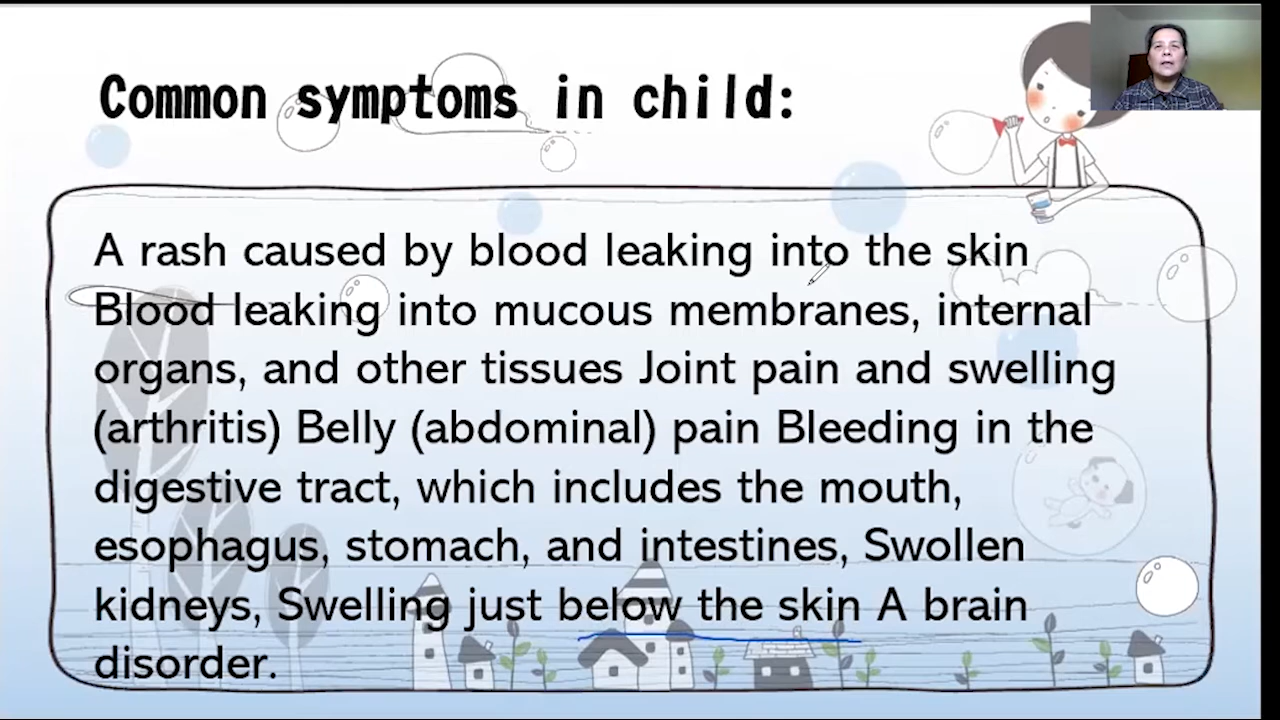 Common symptoms in child:
A rash caused by blood leaking into the skin
Blood leaking into mucous membranes, internal
organs, and other tissues Joint pain and swelling
(arthritis) Belly (abdominal) pain Bleeding in the
digestive tract, which includes the mouth,
esophagus, stomach, and intestines, Swollen
kidneys, Swelling just below the skin A brain
disorder.